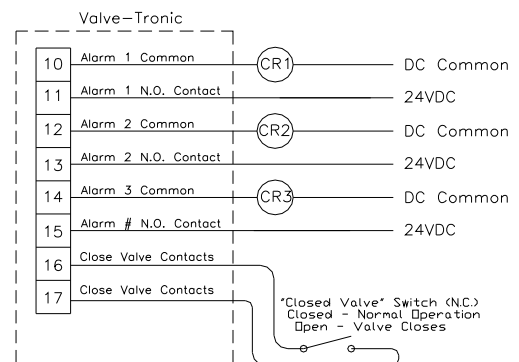 Valve-Tronic
10 Alarm 1 Common CR1 DC Common
11 Alarm 1 N.O. Contact 24VDC
12 Alarm 2 Common CR2 DC Common
13 Alarm 2 N.O. Contact 24VDC
14 Alarm 3 Common CR3 DC Common
15 Alarm # N.O. Contact 24VDC
16 Close Valve Contacts
17 Close Valve Contacts
"Closed Valve" Switch (N.C.)
Closed - Normal Operation
Open - Valve Closes